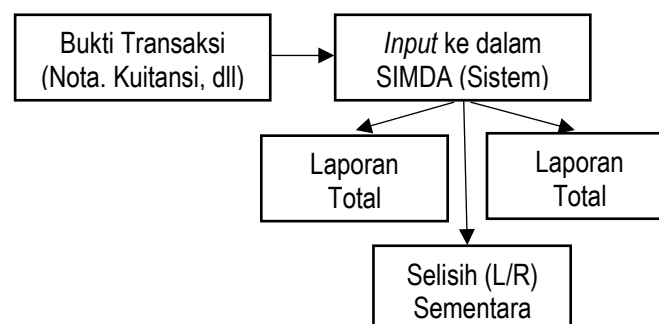 Bukti Transaksi
(Nota. Kuitansi, dll)
Input ke dalam
SIMDA (Sistem)
Laporan
Total
Laporan
Total
Selisih (L/R)
Sementara